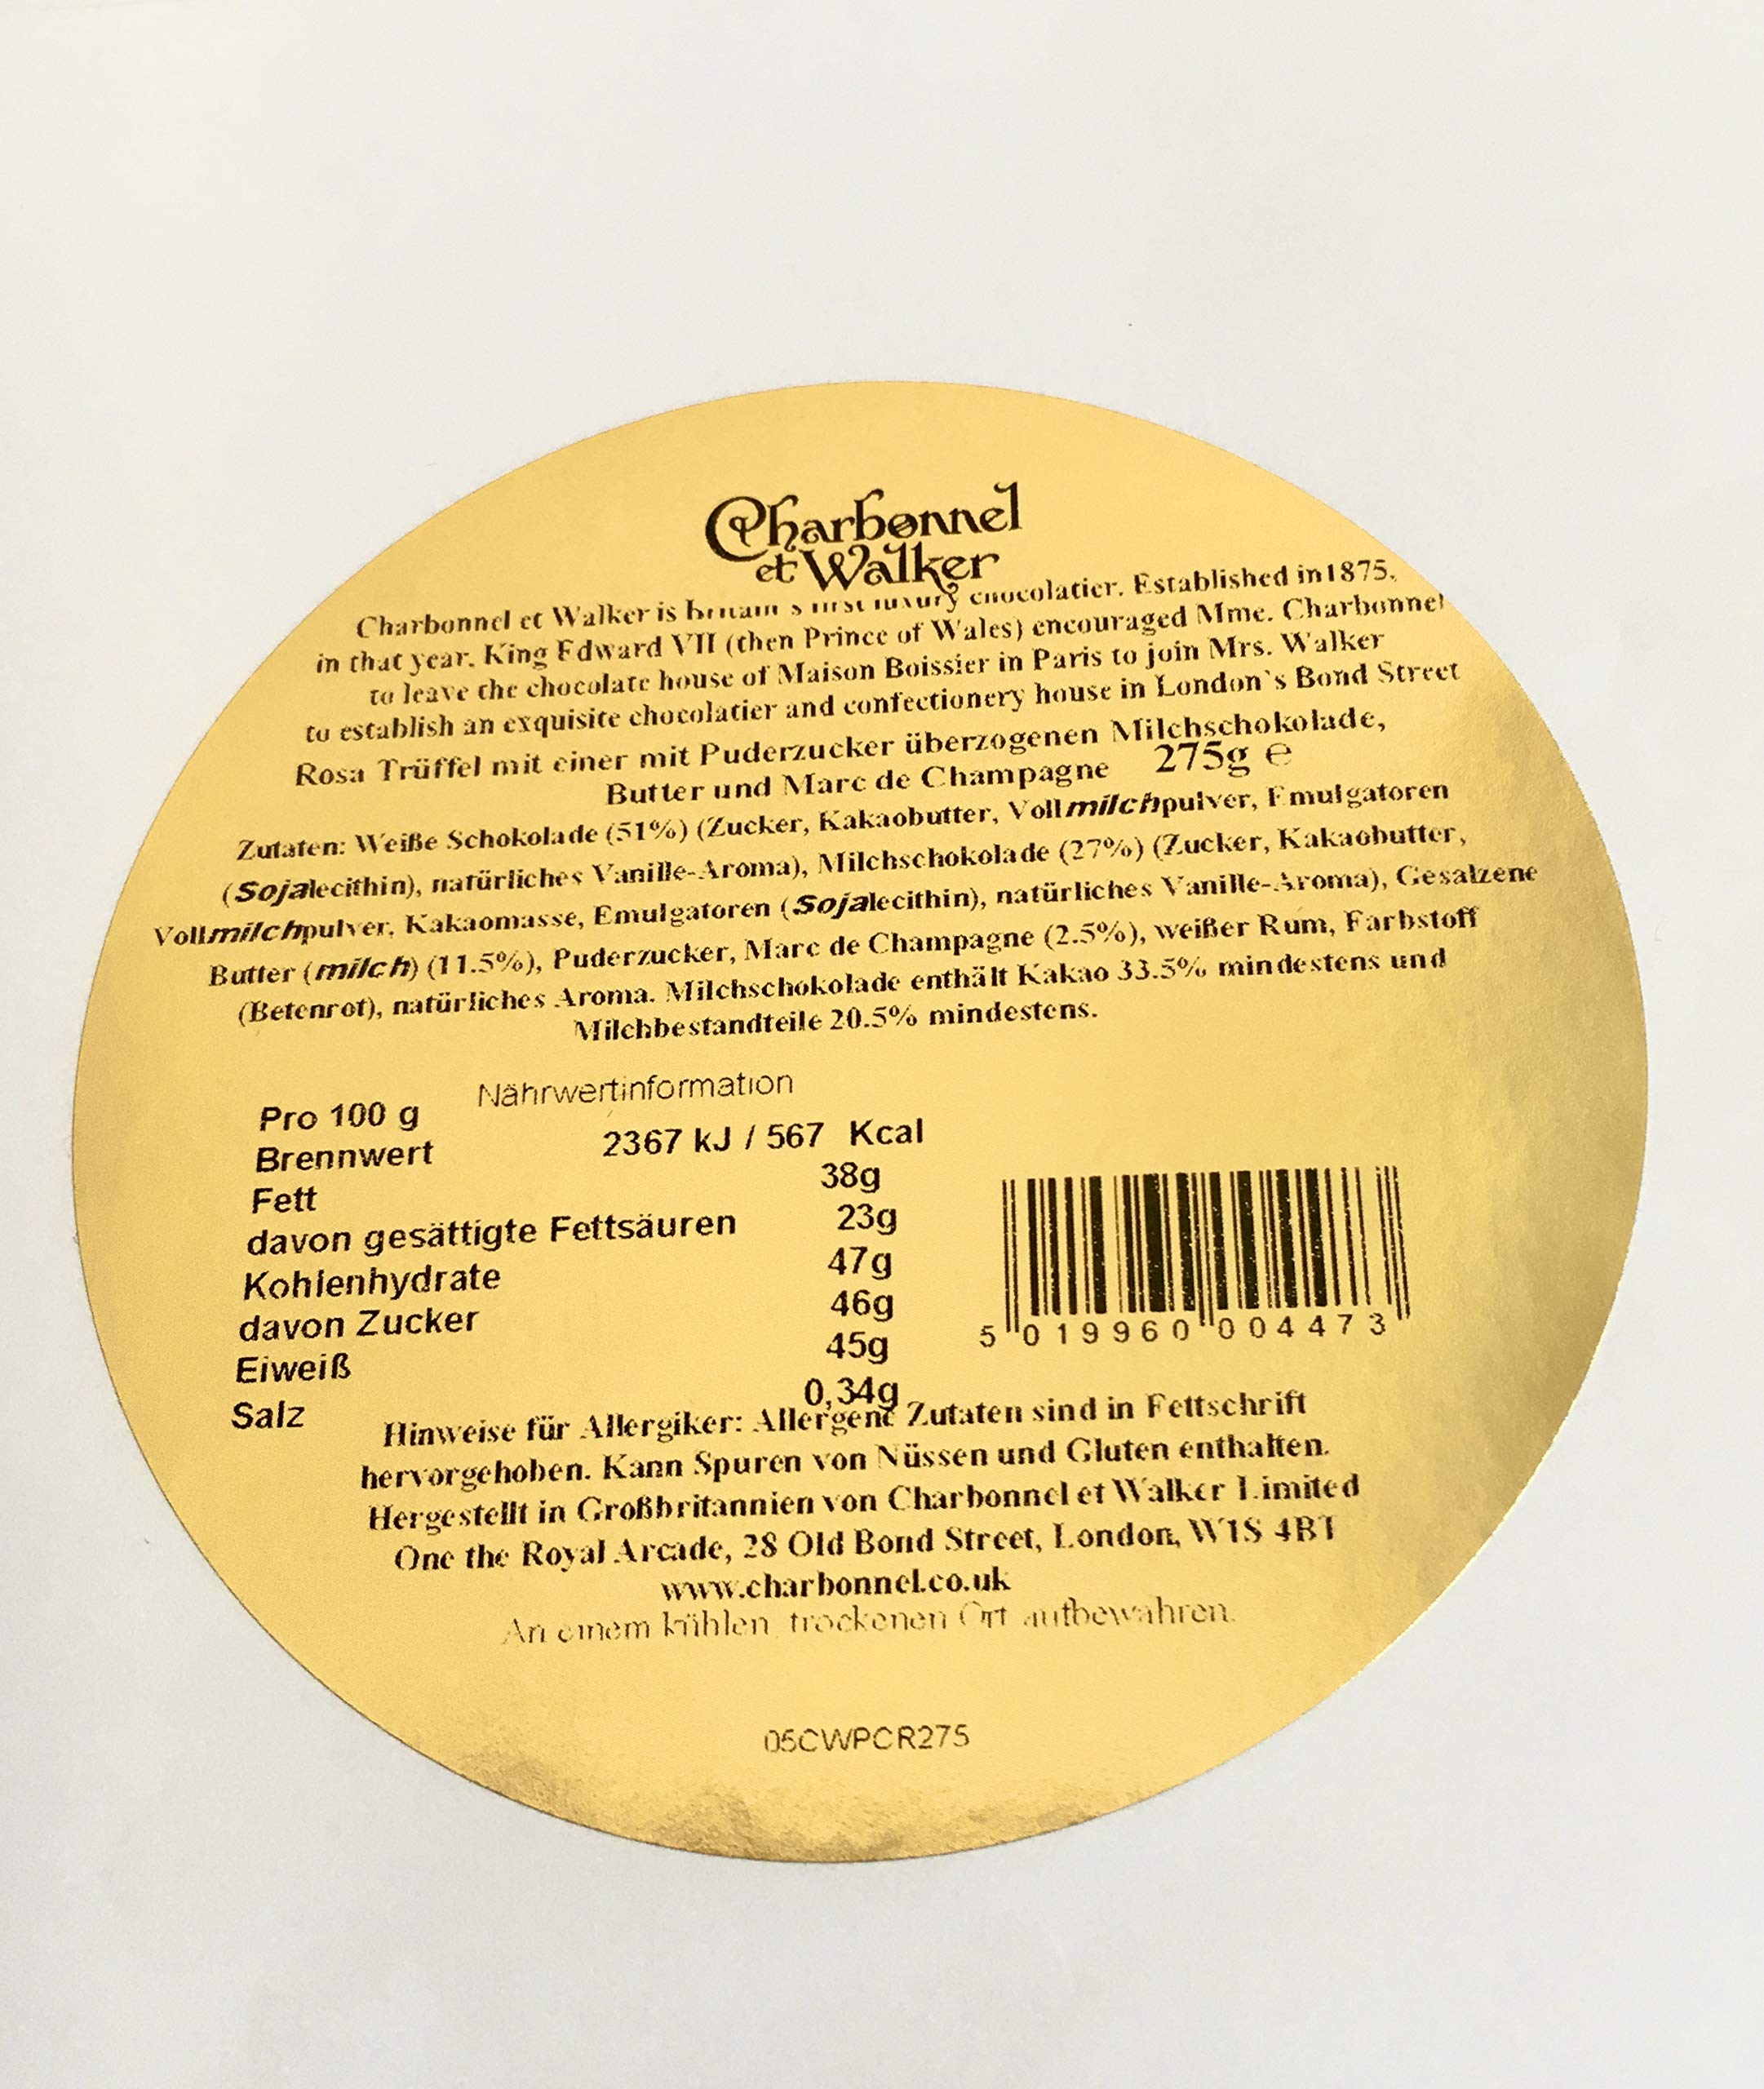 Charbonnel
et Walker
Charbonnel et Walker is Britain's first luxury chocolatier. Established in1875,
in that year, King Edward VII (then Prince of Wales) encouraged Mme. Charbonnel
to leave the chocolate house of Maison Boissier in Paris to join Mrs. Walker
to establish an exquisite chocolatier and confectionery house in London's Bond Street
Rosa Trüffel mit einer mit Puderzucker überzogenen Milchschokolade,
Butter und Marc de Champagne 275g ℮
Zutaten: Weiße Schokolade (51%) (Zucker, Kakaobutter, Vollmilchpulver, Emulgatoren
(Sojalecithin), natürliches Vanille-Aroma), Milchschokolade (27%) (Zucker, Kakaobutter,
Vollmilchpulver, Kakaomasse, Emulgatoren (Sojalecithin), natürliches Vanille-Aroma), Gesalzene
Butter (milch) (11.5%), Puderzucker, Marc de Champagne (2.5%), weißer Rum, Farbstoff
(Betenrot), natürliches Aroma. Milchschokolade enthält Kakao 33.5% mindestens und
Milchbestandteile 20.5% mindestens.
Nährwertinformation
Pro 100 g
Brennwert 2367 kJ / 567 Kcal
Fett 38g
davon gesättigte Fettsäuren 23g
Kohlenhydrate 47g
davon Zucker 46g
Eiweiß 45g
Salz 0,34g
5 019960 004473
Hinweise für Allergiker: Allergene Zutaten sind in Fettschrift
hervorgehoben. Kann Spuren von Nüssen und Gluten enthalten.
Hergestellt in Großbritannien von Charbonnel et Walker Limited
One the Royal Arcade, 28 Old Bond Street, London, W1S 4BT
www.charbonnel.co.uk
An einem kühlen, trockenen Ort aufbewahren.
05CWPCR275